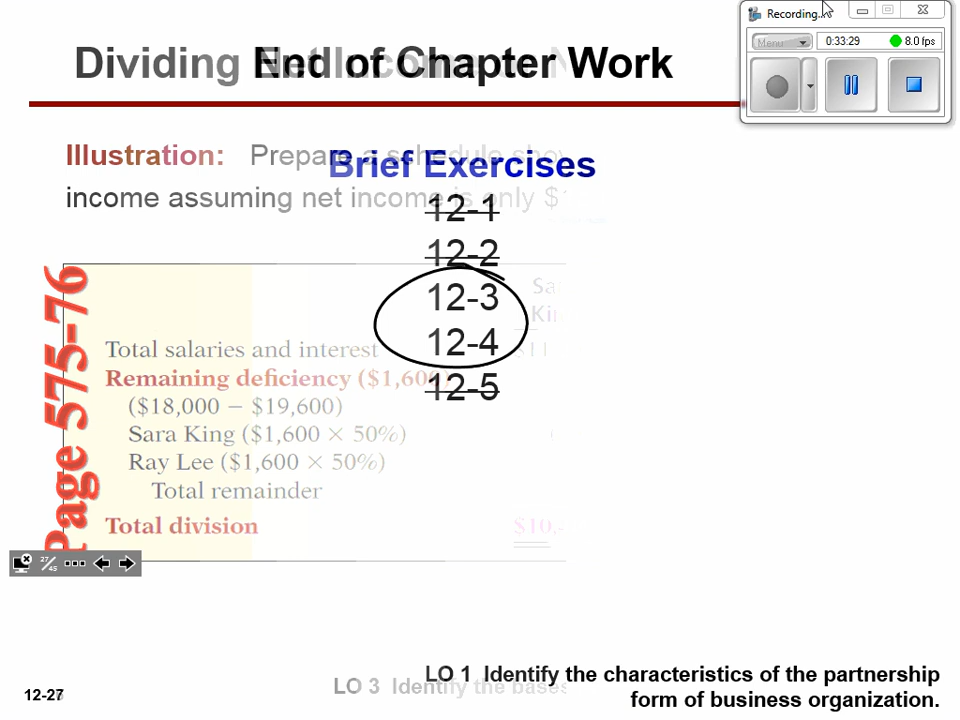 Recording...
Menu
0:33:29
8.0 fps
Dividing Net Income
End of Chapter Work
Illustration: Prepare a schedule
income assuming net income is only $
Brief Exercises
12-1
12-2
12-3
12-4
12-5
Page 575-76
Total salaries and interest
Remaining deficiency ($1,600)
($18,000 − $19,600)
Sara King ($1,600 × 50%)
Ray Lee ($1,600 × 50%)
Total remainder
Total division
$10,4
27/45
12-27
LO 3 Identify the bases
LO 1 Identify the characteristics of the partnership
form of business organization.